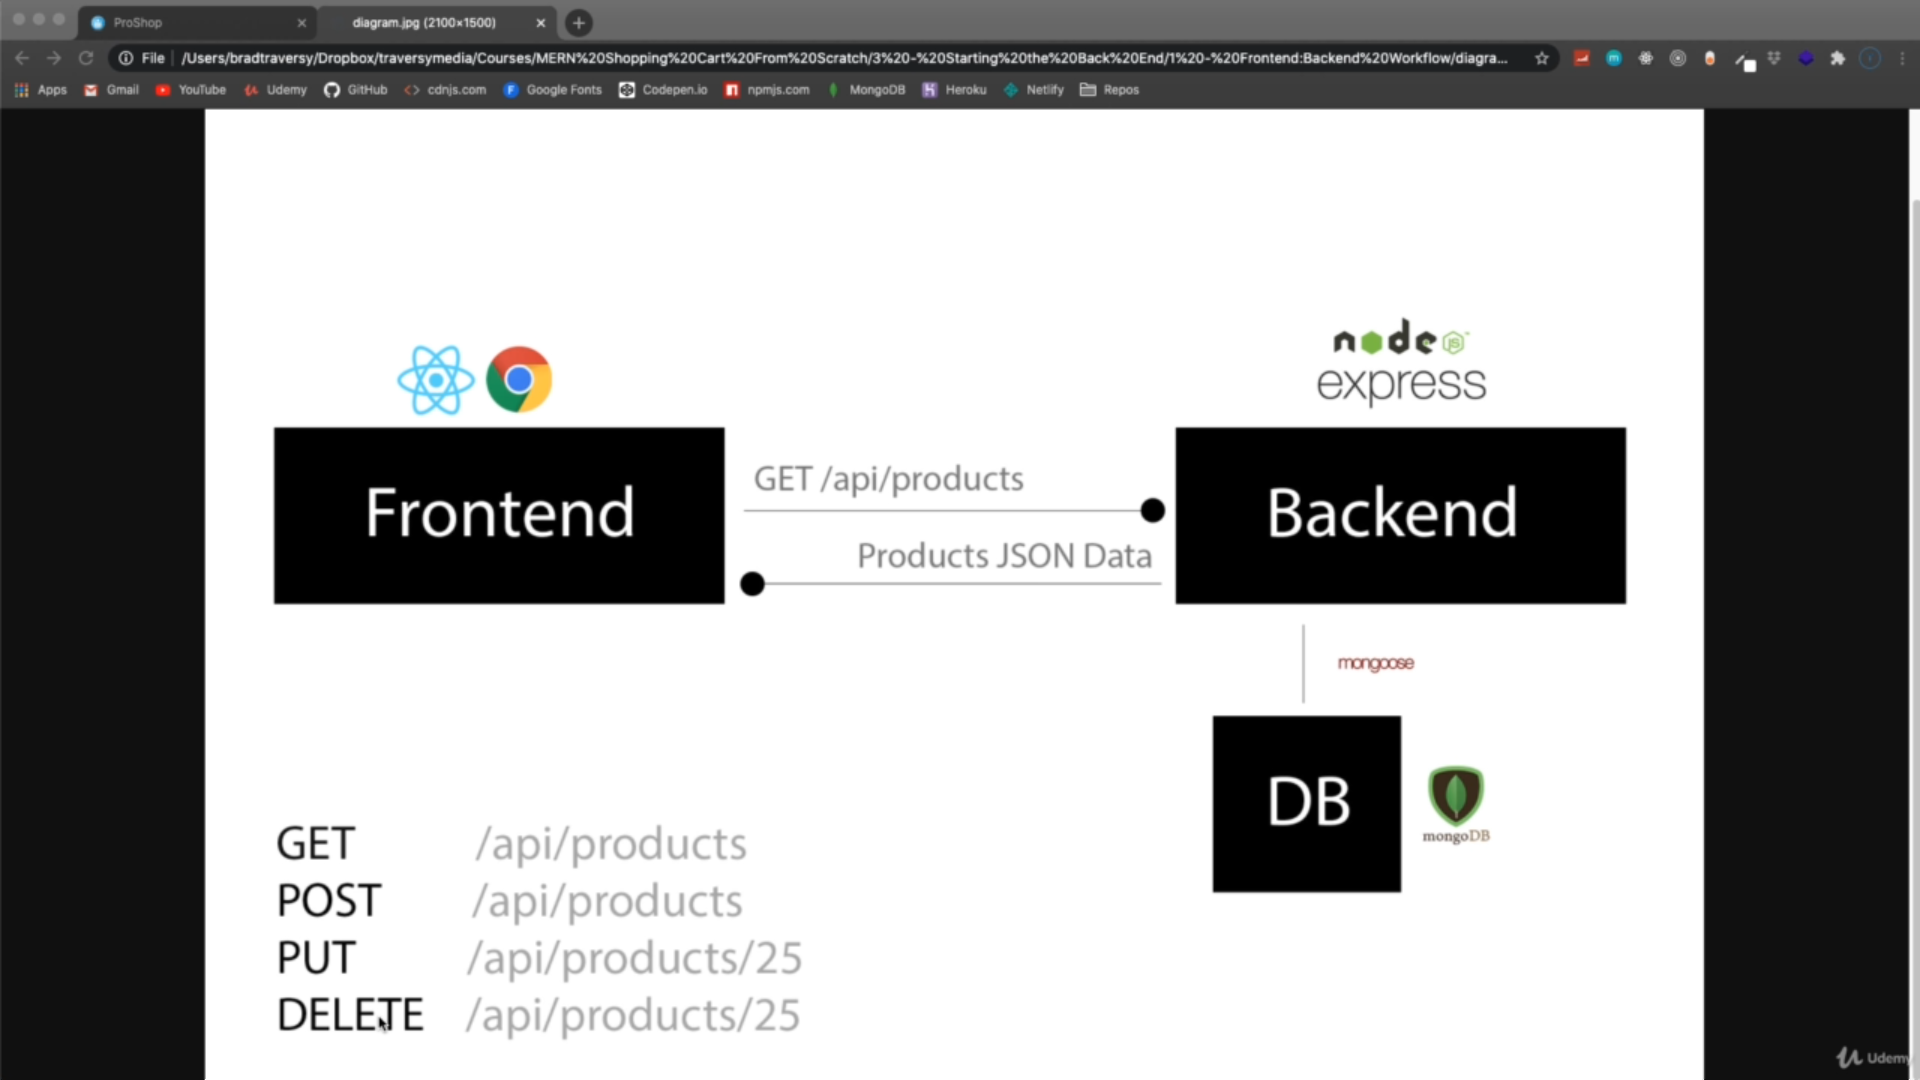 ProShop
diagram.jpg (2100×1500)
File /Users/bradtraversy/Dropbox/traversymedia/Courses/MERN%20Shopping%20Cart%20From%20Scratch/3%20-%20Starting%20the%20Back%20End/1%20-%20Frontend:Backend%20Workflow/diagra...
Apps Gmail YouTube Udemy GitHub cdnjs.com Google Fonts Codepen.io npmjs.com MongoDB Heroku Netlify Repos
node JS
express
Frontend
GET /api/products
Products JSON Data
Backend
mongoose
DB
mongoDB
GET /api/products
POST /api/products
PUT /api/products/25
DELETE /api/products/25
Udemy